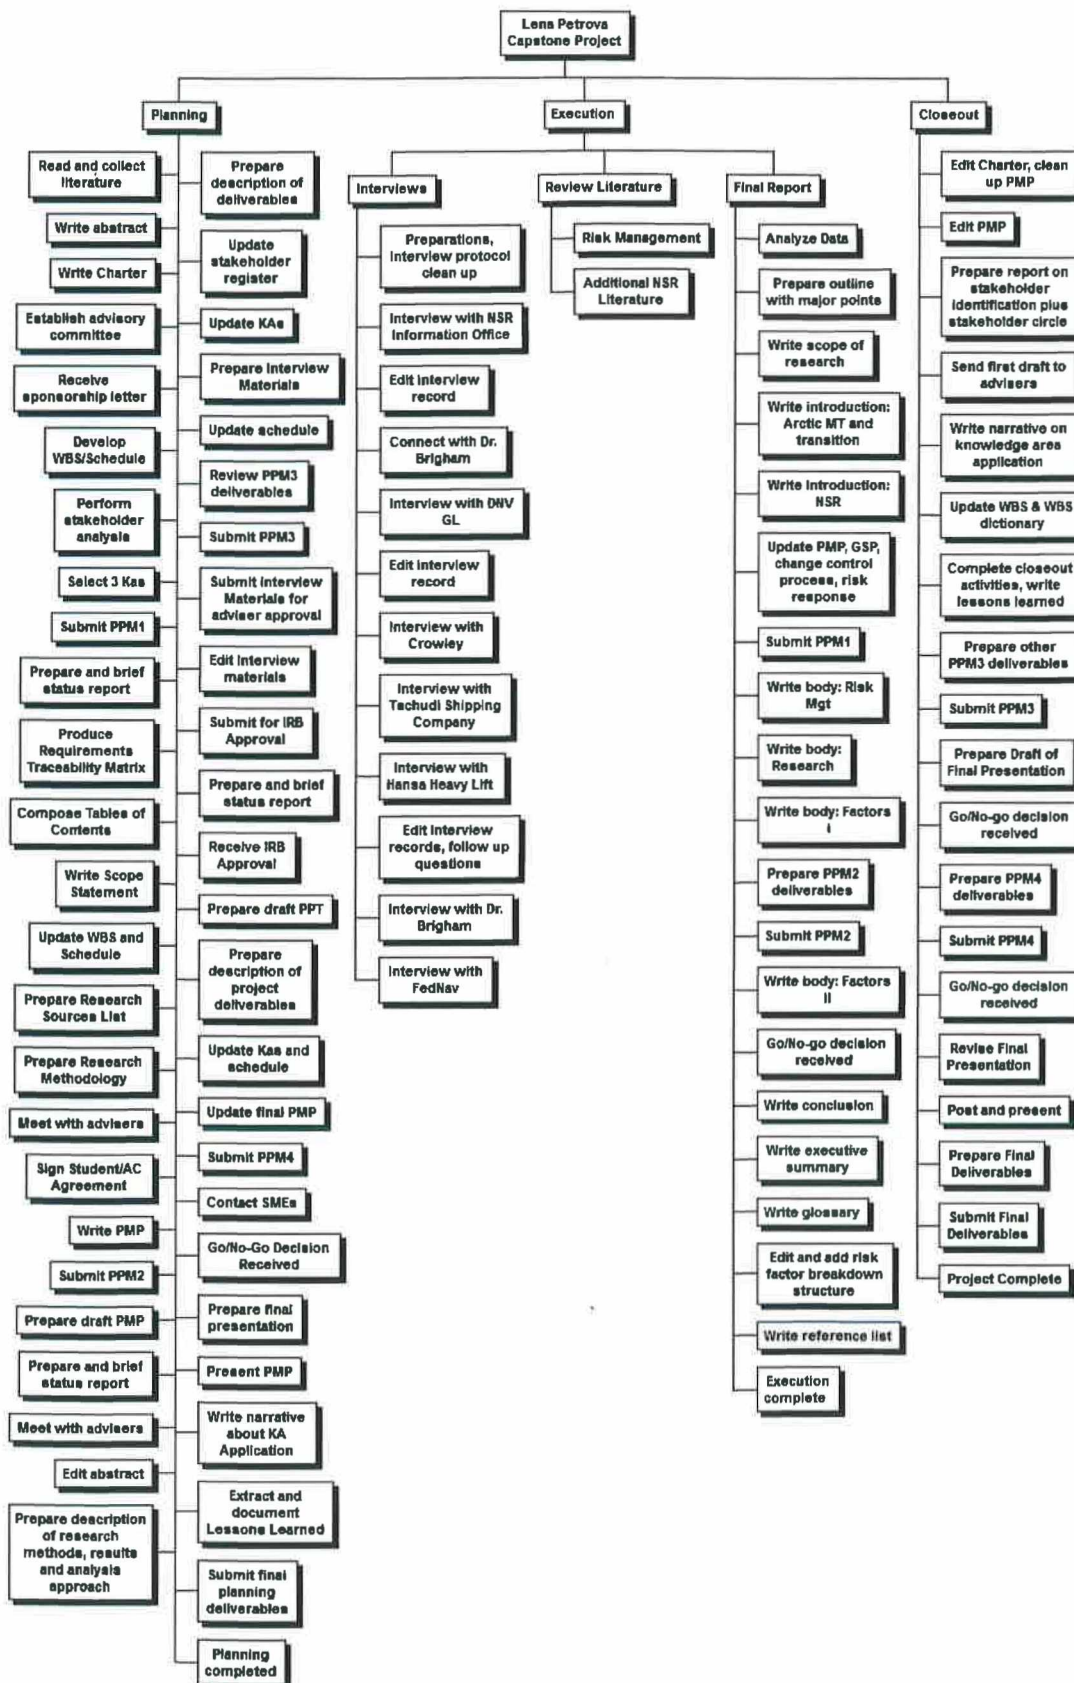 Lena Petrova
Capstone Project
Planning
Execution
Closeout
Read and collect
literature
Write abstract
Write Charter
Establish advisory
committee
Receive
sponsorship letter
Develop
WBS/Schedule
Perform
stakeholder
analysis
Select 3 Kas
Submit PPM1
Prepare and brief
status report
Produce
Requirements
Traceability Matrix
Compose Tables of
Contents
Write Scope
Statement
Update WBS and
Schedule
Prepare Research
Sources List
Prepare Research
Methodology
Meet with advisers
Sign Student/AC
Agreement
Write PMP
Submit PPM2
Prepare draft PMP
Prepare and brief
status report
Meet with advisers
Edit abstract
Prepare description
of research
methods, results
and analysis
approach
Prepare
description of
deliverables
Update
stakeholder
register
Update KAs
Prepare Interview
Materials
Update schedule
Review PPM3
deliverables
Submit PPM3
Submit Interview
Materials for
adviser approval
Edit Interview
materials
Submit for IRB
Approval
Prepare and brief
status report
Receive IRB
Approval
Prepare draft PPT
Prepare
description of
project
deliverables
Update Kas and
schedule
Update final PMP
Submit PPM4
Contact SMEs
Go/No-Go Decision
Received
Prepare final
presentation
Present PMP
Write narrative
about KA
Application
Extract and
document
Lessons Learned
Submit final
planning
deliverables
Planning
completed
Interviews
Preparations,
Interview protocol
clean up
Interview with NSR
Information Office
Edit Interview
record
Connect with Dr.
Brigham
Interview with DNV
GL
Edit Interview
record
Interview with
Crowley
Interview with
Tschudi Shipping
Company
Interview with
Hansa Heavy Lift
Edit Interview
records, follow up
questions
Interview with Dr.
Brigham
Interview with
FedNav
Review Literature
Risk Management
Additional NSR
Literature
Final Report
Analyze Data
Prepare outline
with major points
Write scope of
research
Write introduction:
Arctic MT and
transition
Write Introduction:
NSR
Update PMP, GSP,
change control
process, risk
response
Submit PPM1
Write body: Risk
Mgt
Write body:
Research
Write body: Factors
I
Prepare PPM2
deliverables
Submit PPM2
Write body: Factors
II
Go/No-go decision
received
Write conclusion
Write executive
summary
Write glossary
Edit and add risk
factor breakdown
structure
Write reference list
Execution
complete
Edit Charter, clean
up PMP
Edit PMP
Prepare report on
stakeholder
identification plus
stakeholder circle
Send first draft to
advisers
Write narrative on
knowledge area
application
Update WBS & WBS
dictionary
Complete closeout
activities, write
lessons learned
Prepare other
PPM3 deliverables
Submit PPM3
Prepare Draft of
Final Presentation
Go/No-go decision
received
Prepare PPM4
deliverables
Submit PPM4
Go/No-go decision
received
Revise Final
Presentation
Post and present
Prepare Final
Deliverables
Submit Final
Deliverables
Project Complete